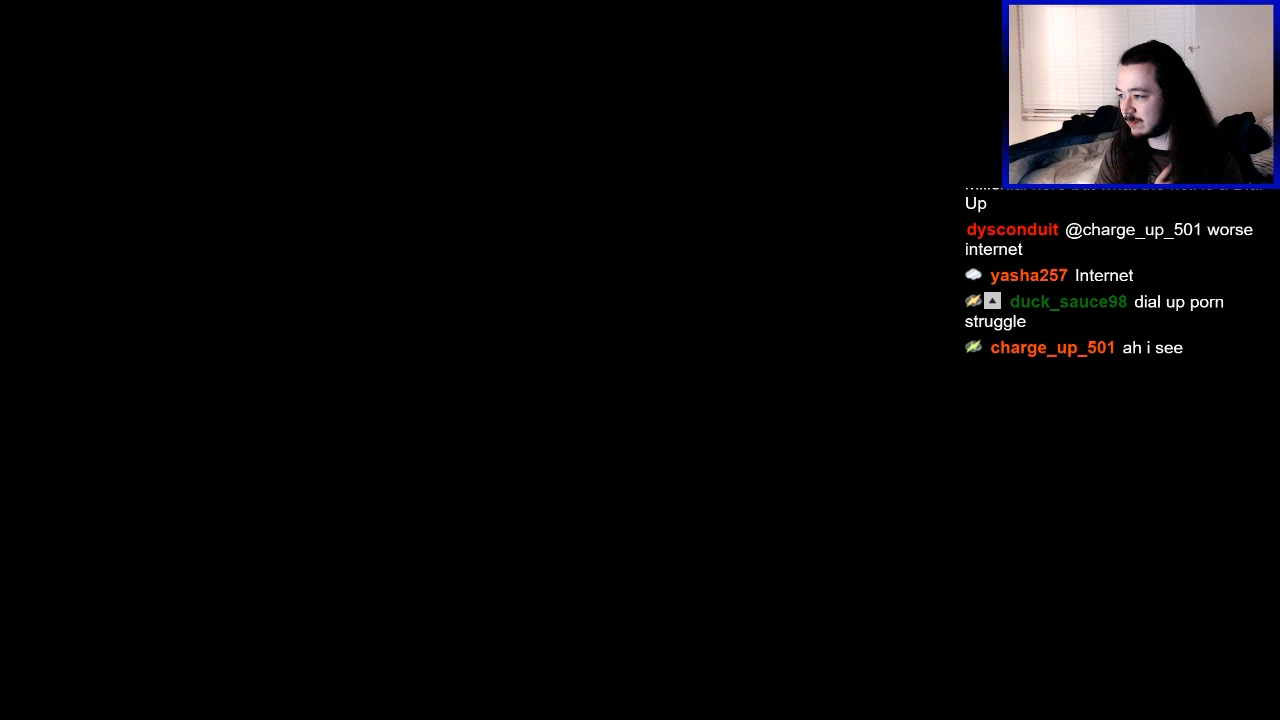 Up
dysconduit @charge_up_501 worse
internet
yasha257 Internet
duck_sauce98 dial up porn
struggle
charge_up_501 ah i see